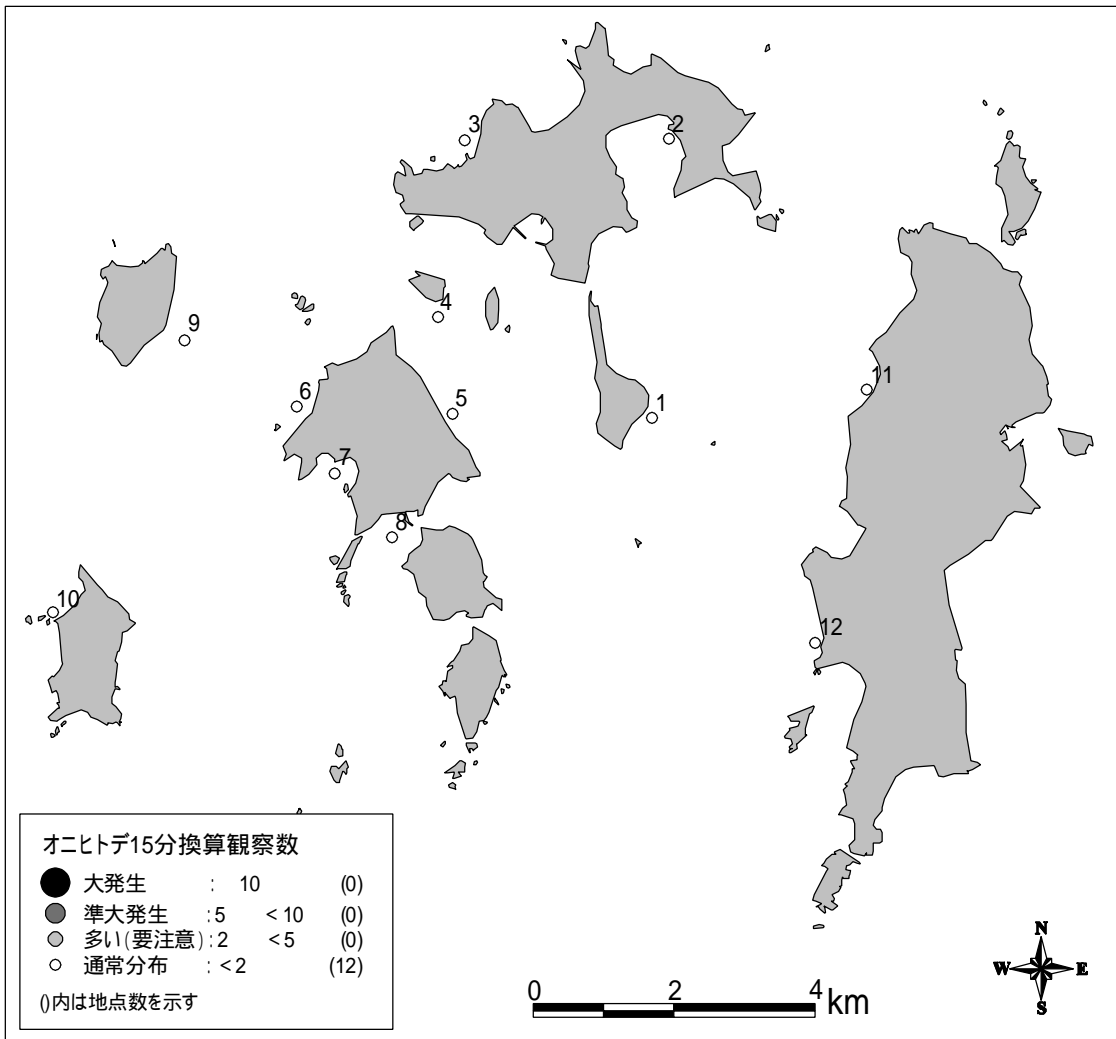 3
2
4
9
6
5
1
11
7
8
10
12
オニヒトデ15分換算観察数
大発生 : 10 (0)
準大発生 :5 <10 (0)
多い(要注意):2 <5 (0)
通常分布 :<2 (12)
()内は地点数を示す
0 2 4 km
N
W E
S